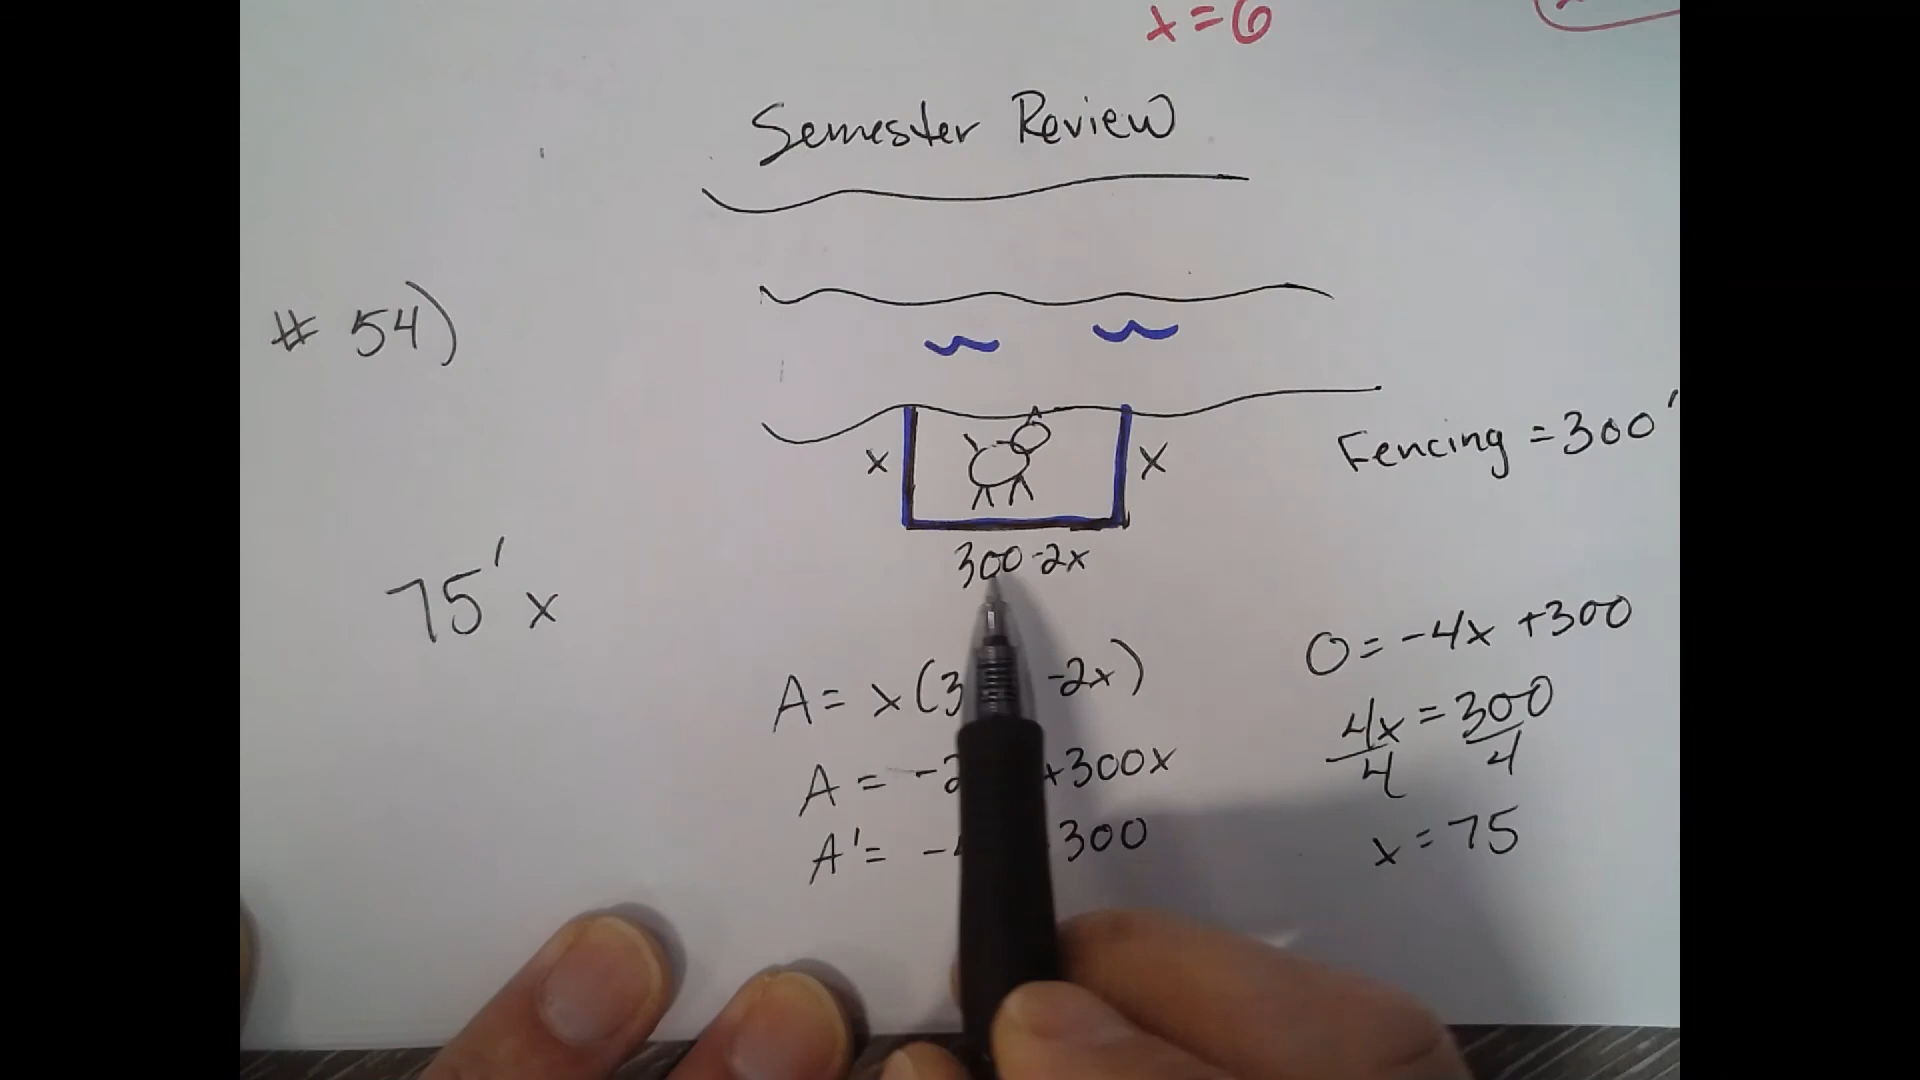 x=6
Semester Review
# 54)
x
x
Fencing = 300'
300-2x
75' x
A = x(3 -2x)
A = -2 +300x
A' = - 300
0 = -4x +300
4x = 300
4 4
x = 75